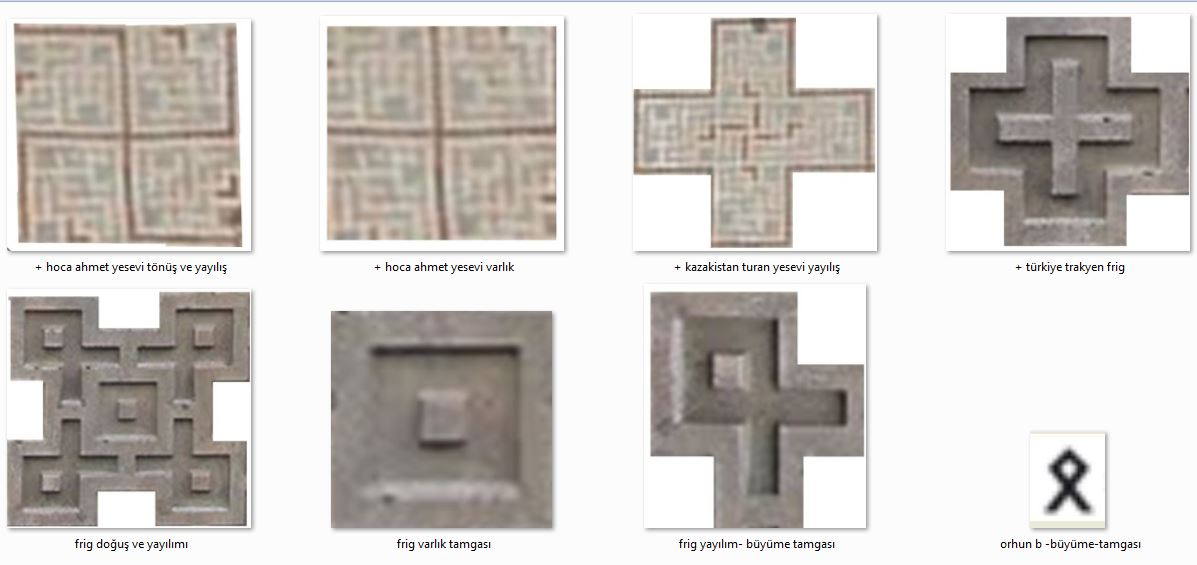 + hoca ahmet yesevi tönüş ve yayılış
+ hoca ahmet yesevi varlık
+ kazakistan turan yesevi yayılış
+ türkiye trakyen frig
frig doğuş ve yayılımı
frig varlık tamgası
frig yayılım- büyüme tamgası
orhun b -büyüme-tamgası